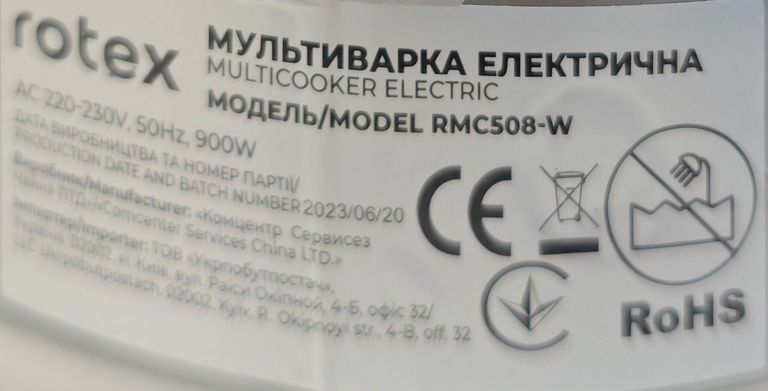 rotex
МУЛЬТИВАРКА ЕЛЕКТРИЧНА
MULTICOOKER ELECTRIC
МОДЕЛЬ/MODEL RMC508-W
AC 220-230V, 50Hz, 900W
ДАТА ВИРОБНИЦТВА ТА НОМЕР ПАРТІЇ/
PRODUCTION DATE AND BATCH NUMBER 2023/06/20
Виробник/Manufacturer: «Комцентр Сервисез
Чайна ЛТД»/«Comcenter Services China LTD.»
Імпортер/Importer: ТОВ «Укрпобутпостач»,
Україна, 02002, м. Київ, вул. Раїси Окіпної, 4-Б, офіс 32/
LLC Ukrpobutpostach, 02002, Kyiv, R. Okipnoyi str., 4-B, off. 32
CE
RoHS